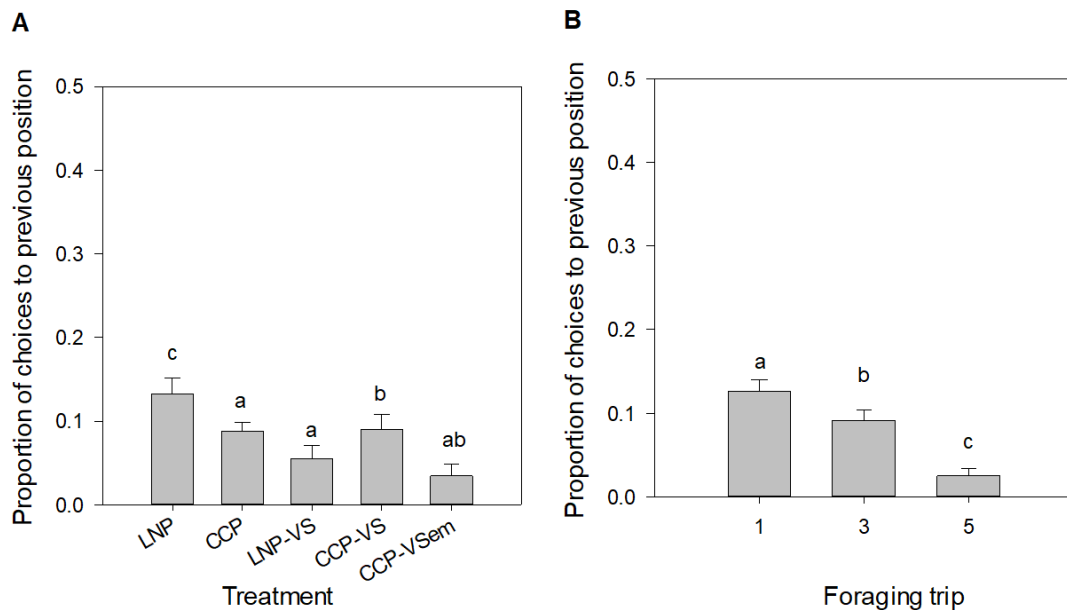 A
Proportion of choices to previous position
0.5
0.4
0.3
0.2
0.1
0.0
c
a
a
b
ab
LNP
CCP
LNP-VS
CCP-VS
CCP-VSem
Treatment
B
Proportion of choices to previous position
0.5
0.4
0.3
0.2
0.1
0.0
a
b
c
1
3
5
Foraging trip